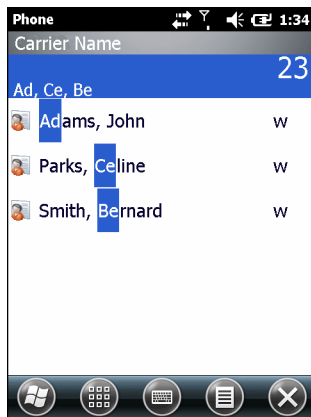 Phone 1:34
Carrier Name
23
Ad, Ce, Be
Adams, John w
Parks, Celine w
Smith, Bernard w